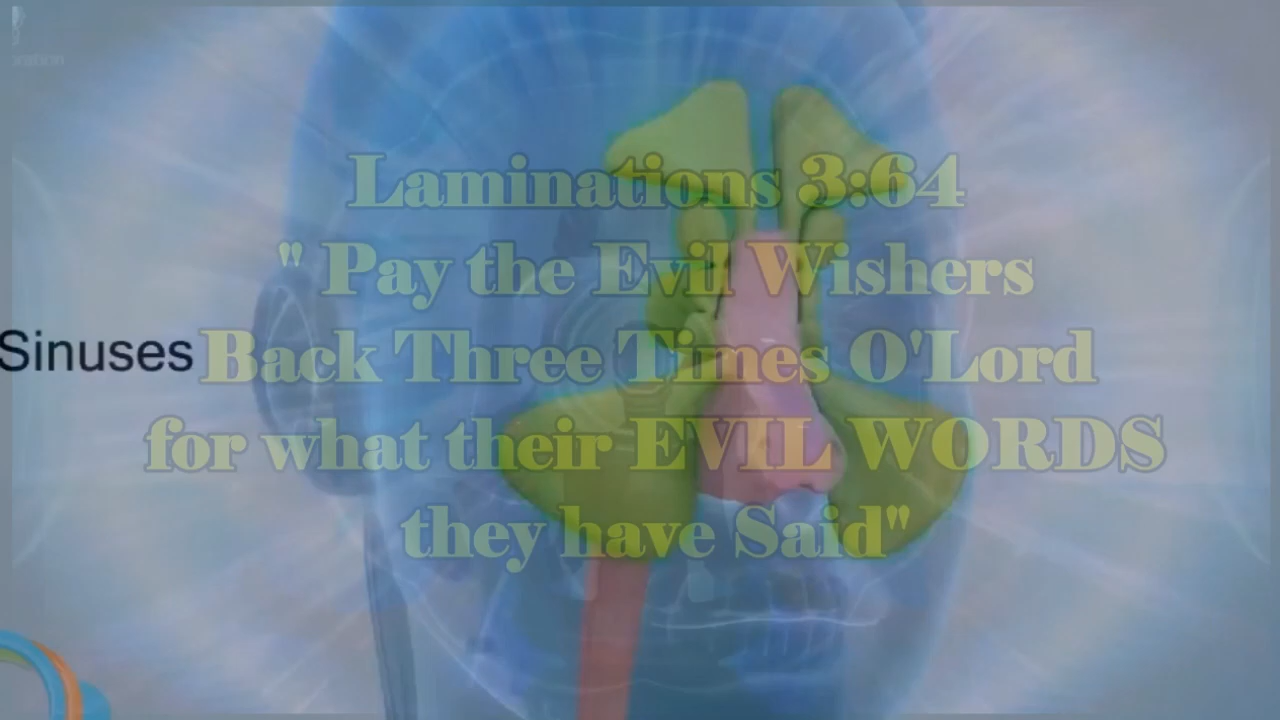 Laminations 3:64
" Pay the Evil Wishers
Sinuses
Back Three Times O'Lord
for what their EVIL WORDS
they have Said"